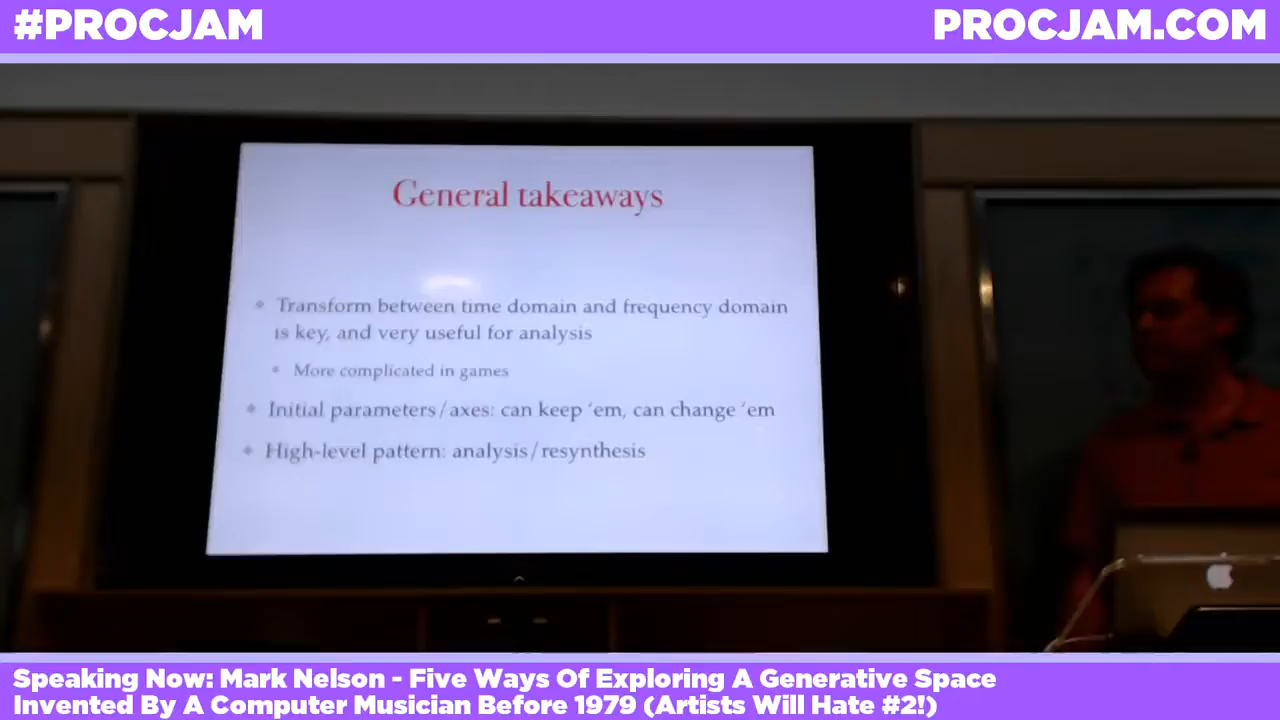 #PROCJAM
PROCJAM.COM
General takeaways
Transform between time domain and frequency domain
is key, and very useful for analysis
More complicated in games
Initial parameters/axes: can keep ‘em, can change ‘em
High-level pattern: analysis/resynthesis
Speaking Now: Mark Nelson - Five Ways Of Exploring A Generative Space
Invented By A Computer Musician Before 1979 (Artists Will Hate #2!)